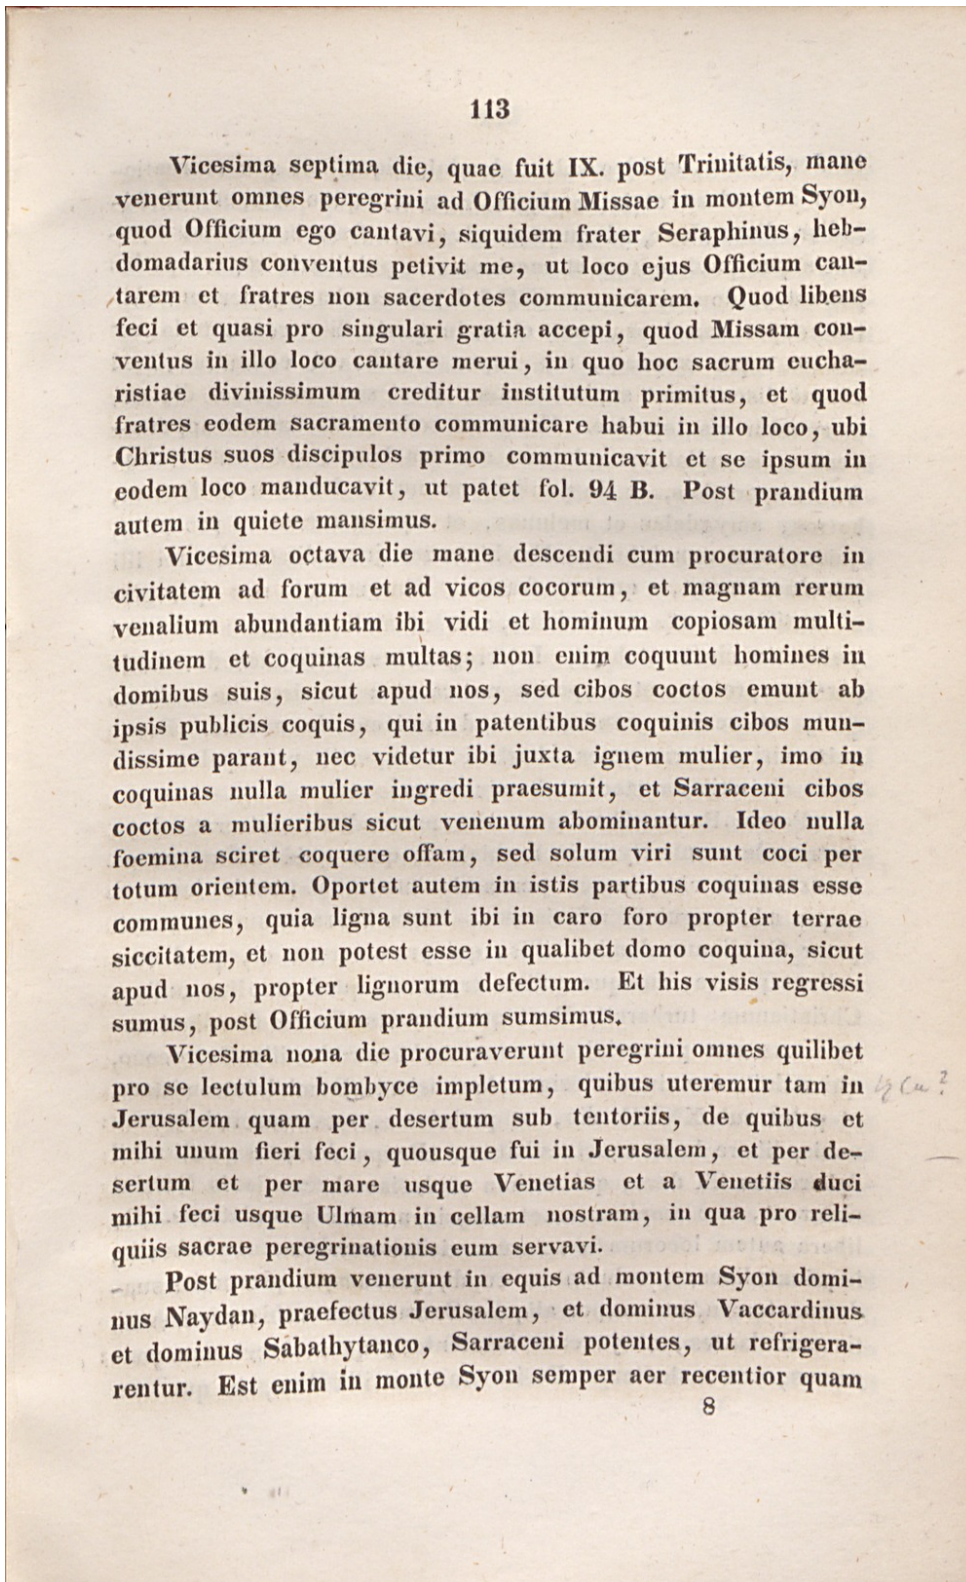 113
Vicesima septima die, quae fuit IX. post Trinitatis, mane
venerunt omnes peregrini ad Officium Missae in montem Syon,
quod Officium ego cantavi, siquidem frater Seraphinus, heb-
domadarius conventus petivit me, ut loco ejus Officium can-
tarem et fratres non sacerdotes communicarem. Quod libens
feci et quasi pro singulari gratia accepi, quod Missam con-
ventus in illo loco cantare merui, in quo hoc sacrum eucha-
ristiae divinissimum creditur institutum primitus, et quod
fratres eodem sacramento communicare habui in illo loco, ubi
Christus suos discipulos primo communicavit et se ipsum in
eodem loco manducavit, ut patet fol. 94 B. Post prandium
autem in quiete mansimus.
Vicesima octava die mane descendi cum procuratore in
civitatem ad forum et ad vicos cocorum, et magnam rerum
venalium abundantiam ibi vidi et hominum copiosam multi-
tudinem et coquinas multas; non enim coquunt homines in
domibus suis, sicut apud nos, sed cibos coctos emunt ab
ipsis publicis coquis, qui in patentibus coquinis cibos mun-
dissime parant, nec videtur ibi juxta ignem mulier, imo in
coquinas nulla mulier ingredi praesumit, et Sarraceni cibos
coctos a mulieribus sicut venenum abominantur. Ideo nulla
foemina sciret coquere offam, sed solum viri sunt coci per
totum orientem. Oportet autem in istis partibus coquinas esse
communes, quia ligna sunt ibi in caro foro propter terrae
siccitatem, et non potest esse in qualibet domo coquina, sicut
apud nos, propter lignorum defectum. Et his visis regressi
sumus, post Officium prandium sumsimus.
Vicesima nona die procuraverunt peregrini omnes quilibet
pro se lectulum bombyce impletum, quibus uteremur tam in
Jerusalem quam per desertum sub tentoriis, de quibus et
mihi unum fieri feci, quousque fui in Jerusalem, et per de-
sertum et per mare usque Venetias et a Venetiis duci
mihi feci usque Ulmam in cellam nostram, in qua pro reli-
quiis sacrae peregrinationis eum servavi.
Post prandium venerunt in equis ad montem Syon domi-
nus Naydan, praefectus Jerusalem, et dominus Vaccardinus
et dominus Sabathytanco, Sarraceni potentes, ut refrigera-
rentur. Est enim in monte Syon semper aer recentior quam
8